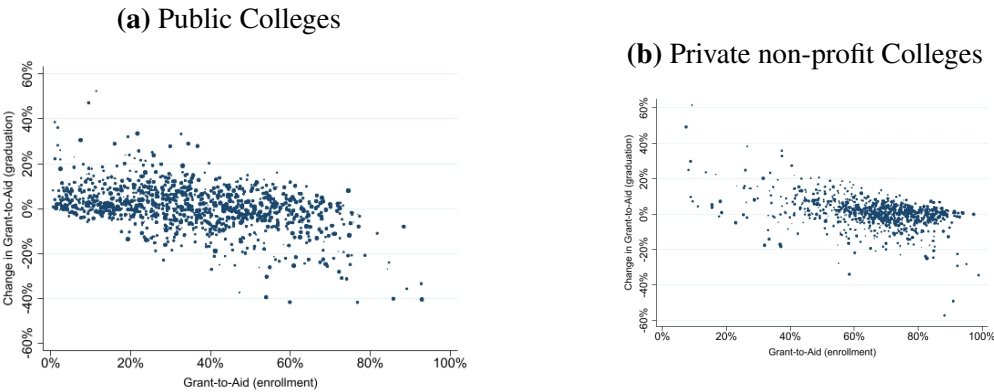 (a) Public Colleges
Change in Grant-to-Aid (graduation)
60%
40%
20%
0%
-20%
-40%
-60%
0% 20% 40% 60% 80% 100%
Grant-to-Aid (enrollment)
(b) Private non-profit Colleges
Change in Grant-to-Aid (graduation)
60%
40%
20%
0%
-20%
-40%
-60%
0% 20% 40% 60% 80% 100%
Grant-to-Aid (enrollment)